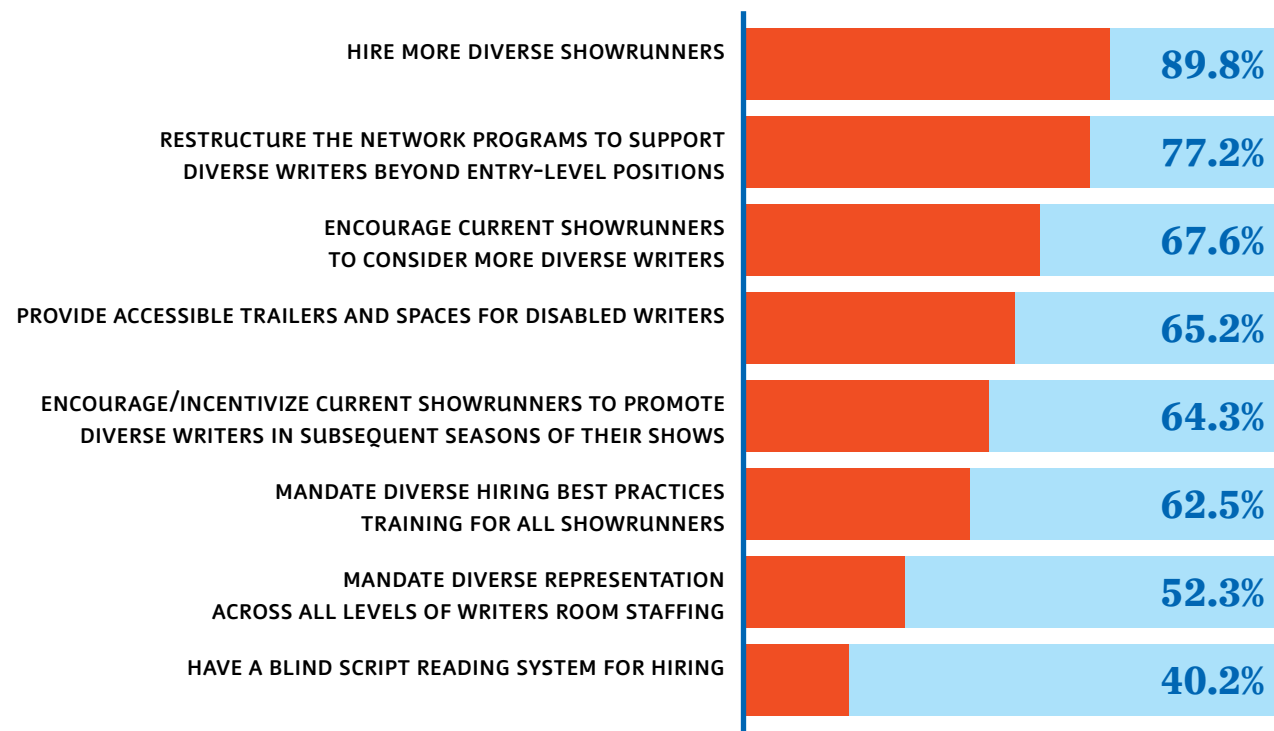 HIRE MORE DIVERSE SHOWRUNNERS
89.8%
RESTRUCTURE THE NETWORK PROGRAMS TO SUPPORT
DIVERSE WRITERS BEYOND ENTRY-LEVEL POSITIONS
77.2%
ENCOURAGE CURRENT SHOWRUNNERS
TO CONSIDER MORE DIVERSE WRITERS
67.6%
PROVIDE ACCESSIBLE TRAILERS AND SPACES FOR DISABLED WRITERS
65.2%
ENCOURAGE/INCENTIVIZE CURRENT SHOWRUNNERS TO PROMOTE
DIVERSE WRITERS IN SUBSEQUENT SEASONS OF THEIR SHOWS
64.3%
MANDATE DIVERSE HIRING BEST PRACTICES
TRAINING FOR ALL SHOWRUNNERS
62.5%
MANDATE DIVERSE REPRESENTATION
ACROSS ALL LEVELS OF WRITERS ROOM STAFFING
52.3%
HAVE A BLIND SCRIPT READING SYSTEM FOR HIRING
40.2%